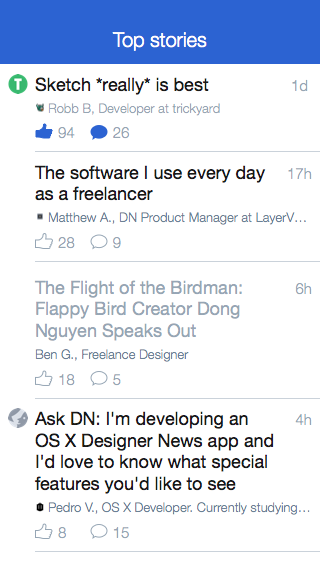 Top stories
T
Sketch *really* is best
1d
Robb B, Developer at trickyard
94
26
The software I use every day
as a freelancer
17h
Matthew A., DN Product Manager at LayerV...
28
9
The Flight of the Birdman:
Flappy Bird Creator Dong
Nguyen Speaks Out
6h
Ben G., Freelance Designer
18
5
Ask DN: I'm developing an
OS X Designer News app and
I'd love to know what special
features you'd like to see
4h
Pedro V., OS X Developer. Currently studying...
8
15